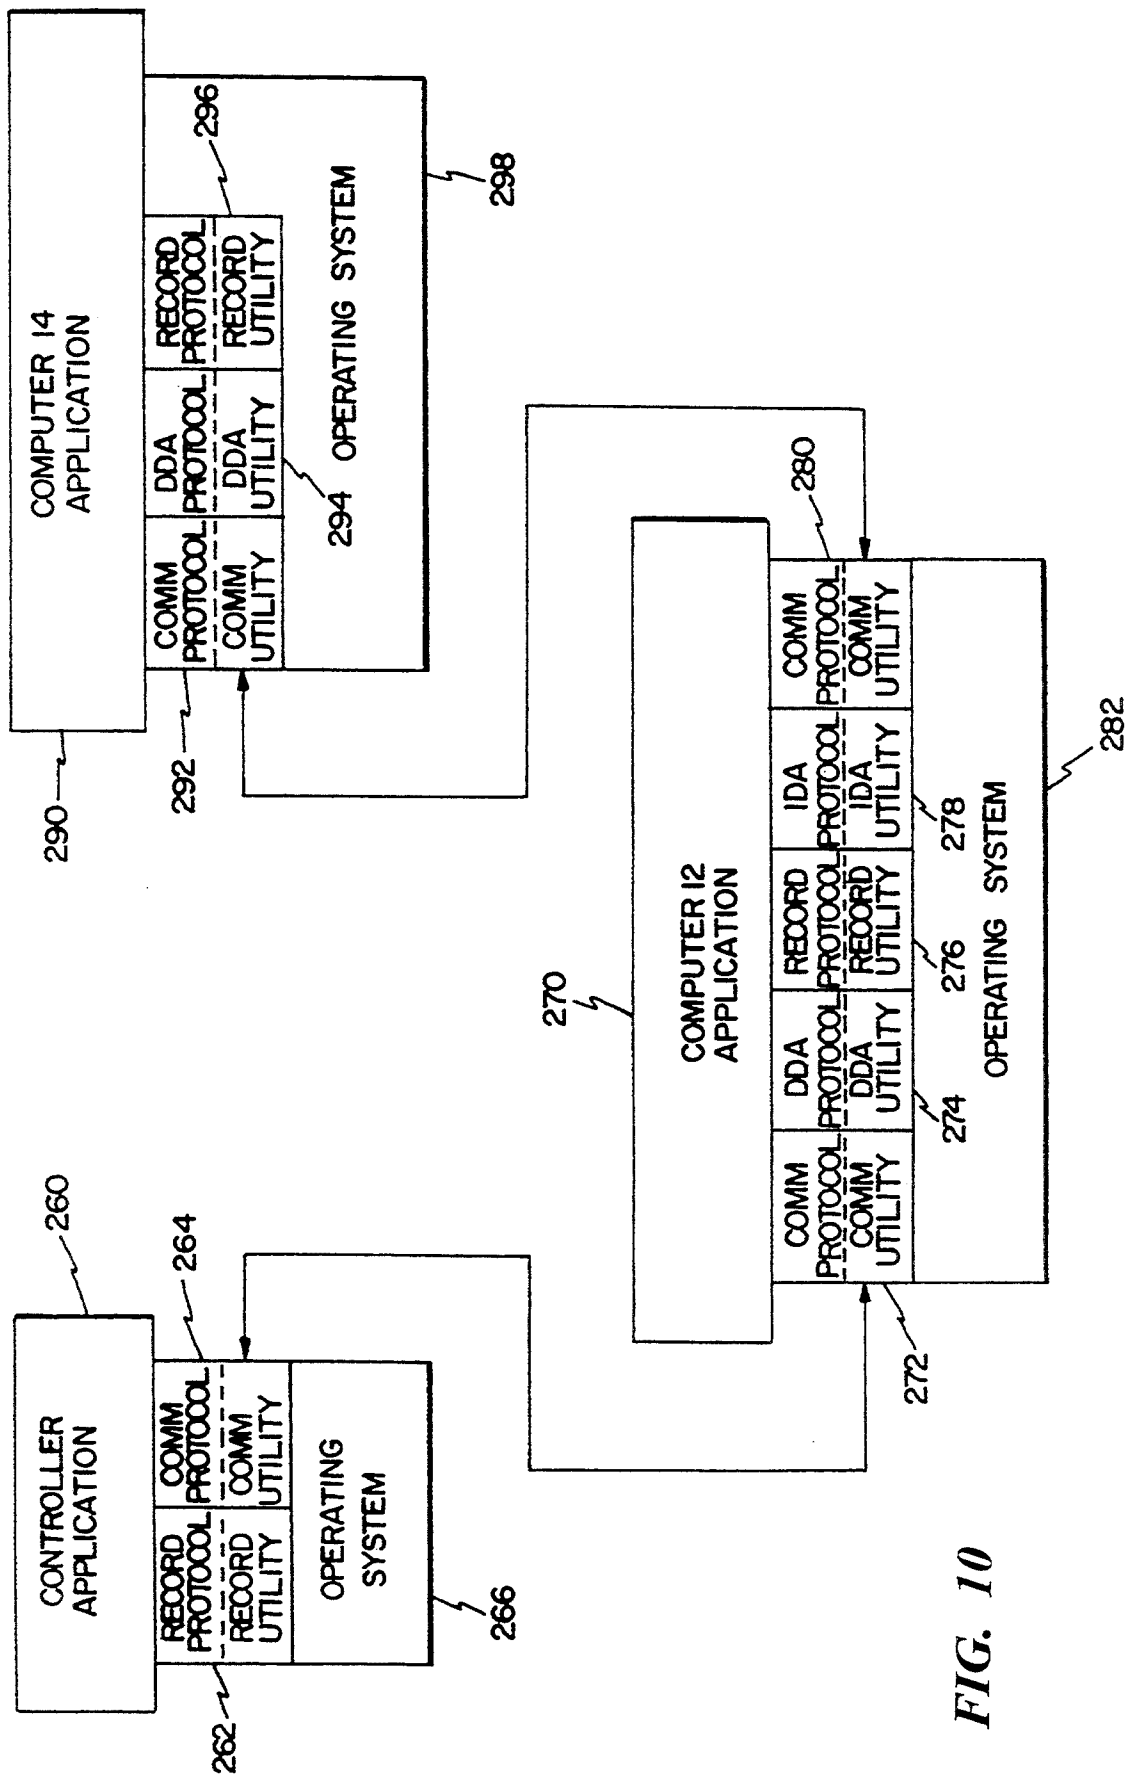 CONTROLLER
APPLICATION
260
RECORD
PROTOCOL
RECORD
UTILITY
COMM
PROTOCOL
COMM
UTILITY
262
264
OPERATING
SYSTEM
266
COMPUTER 14
APPLICATION
290
COMM
PROTOCOL
COMM
UTILITY
DDA
PROTOCOL
DDA
UTILITY
RECORD
PROTOCOL
RECORD
UTILITY
292
294
296
OPERATING SYSTEM
298
270
COMPUTER 12
APPLICATION
COMM
PROTOCOL
COMM
UTILITY
DDA
PROTOCOL
DDA
UTILITY
RECORD
PROTOCOL
RECORD
UTILITY
IDA
PROTOCOL
IDA
UTILITY
COMM
PROTOCOL
COMM
UTILITY
272
274
276
278
280
OPERATING SYSTEM
282
FIG. 10